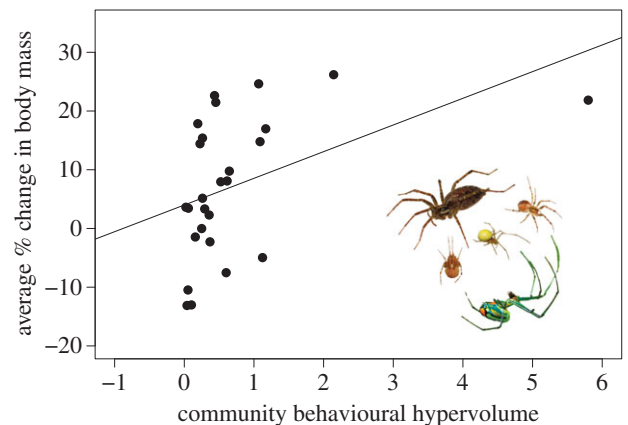 average % change in body mass
30
20
10
0
−10
−20
−1 0 1 2 3 4 5 6
community behavioural hypervolume